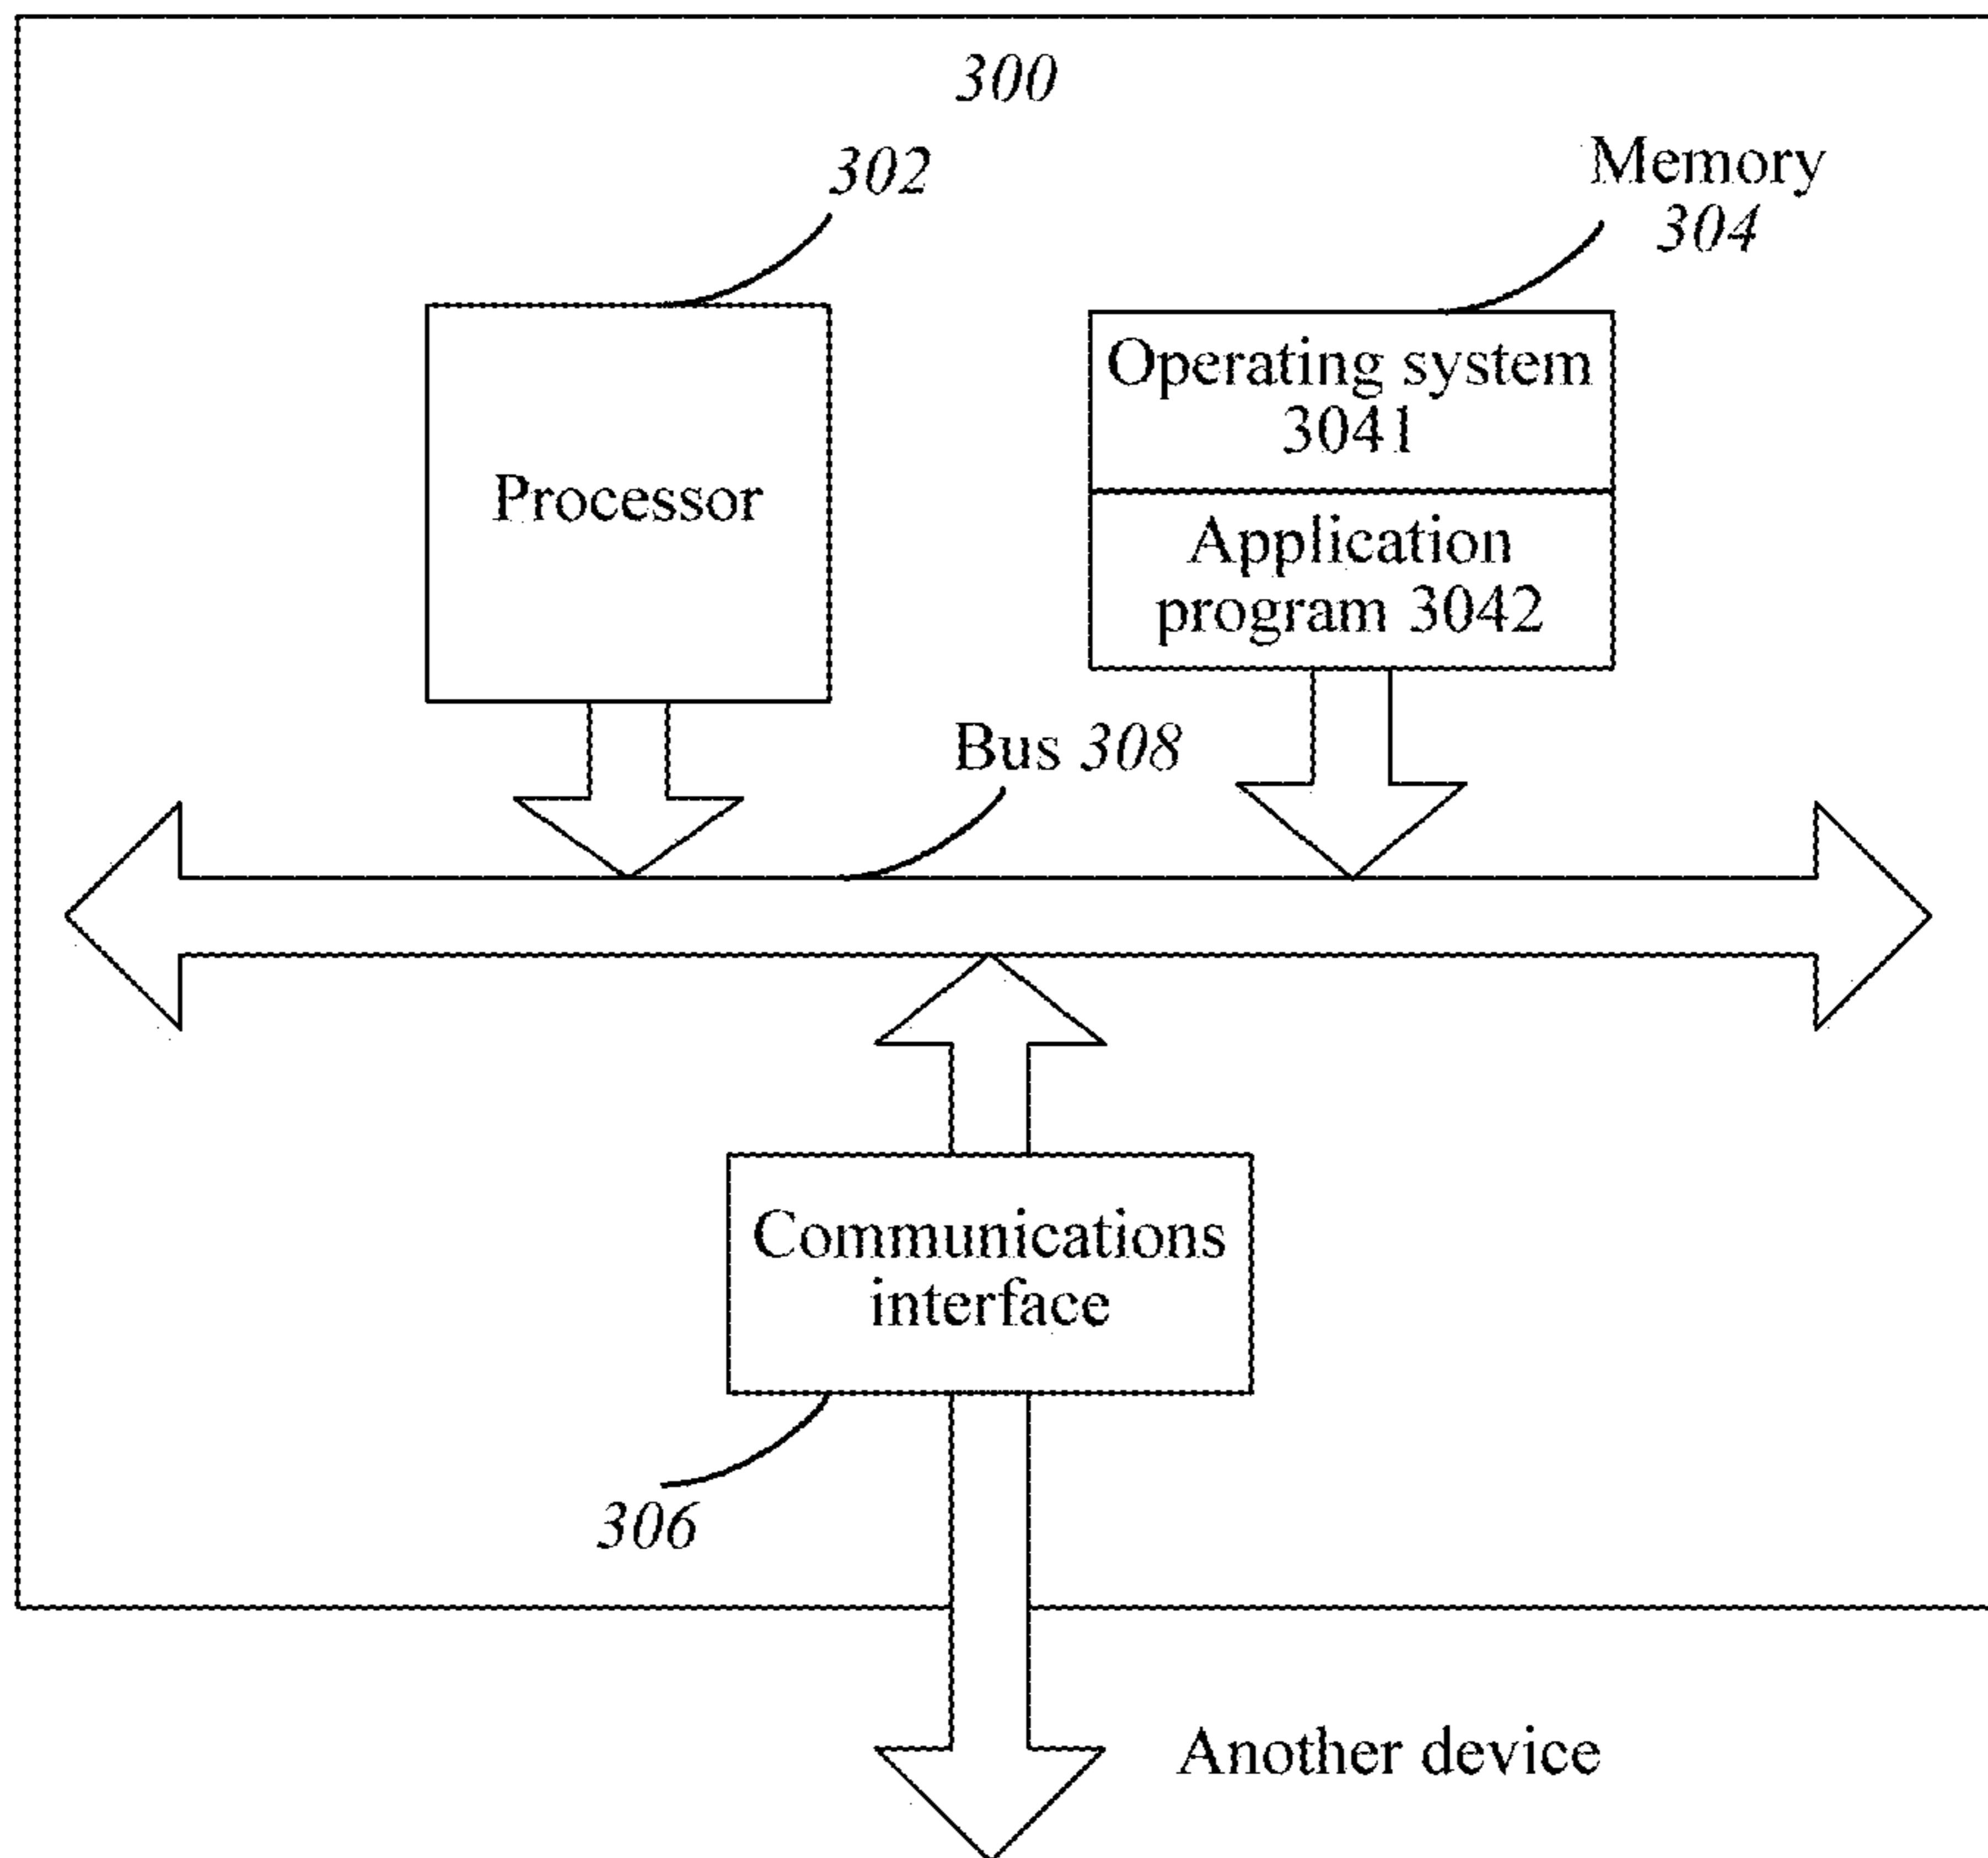 300
302
Memory
304
Operating system
3041
Processor
Application
program 3042
Bus 308
Communications
interface
306
Another device